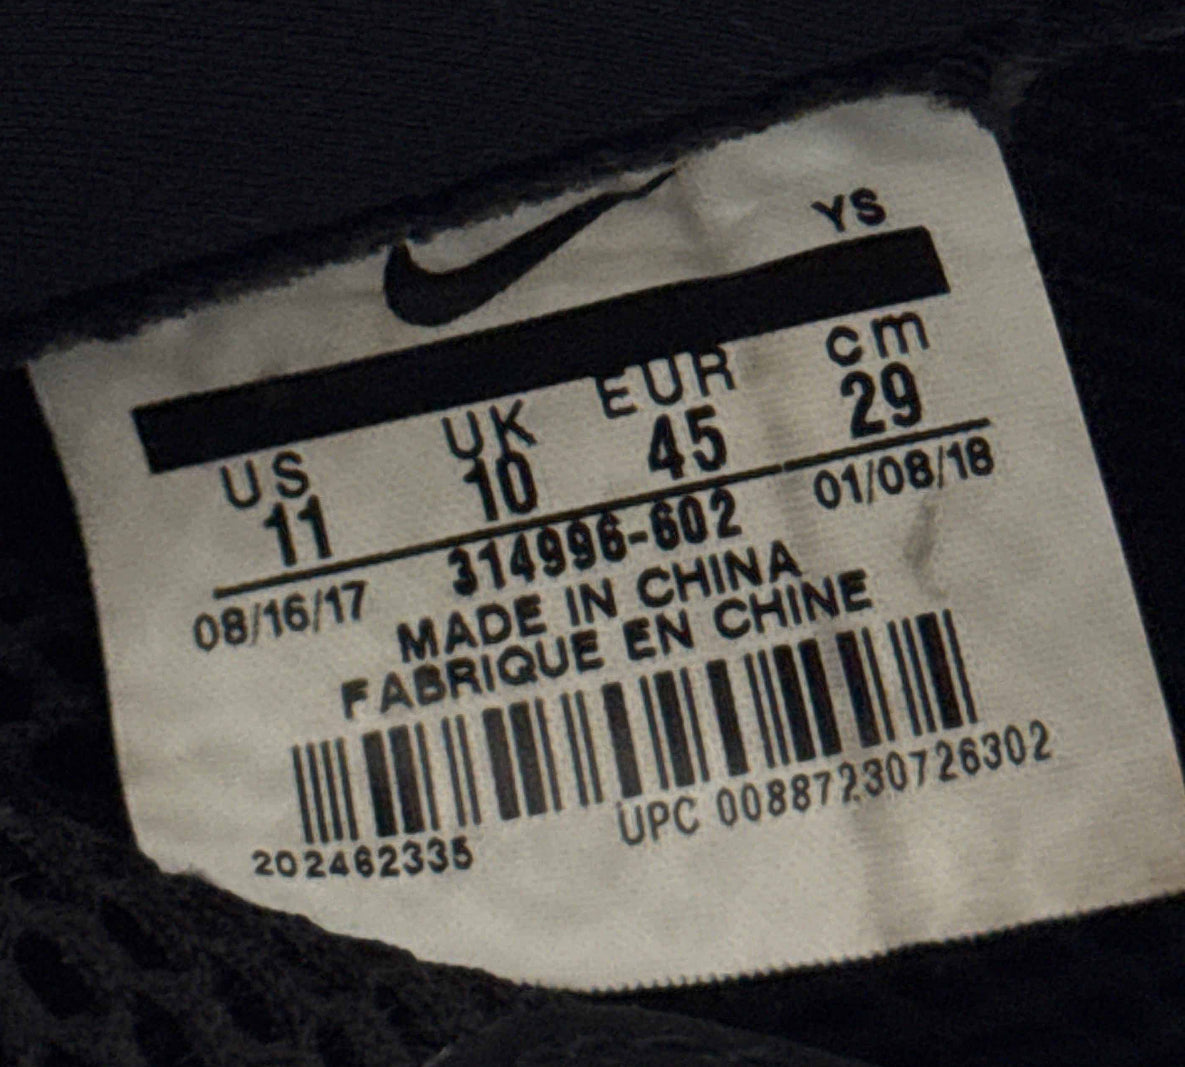 YS
US UK EUR cm
11 10 45 29
08/16/17 314996-602 01/08/18
MADE IN CHINA
FABRIQUE EN CHINE
202462335 UPC 00887230726302